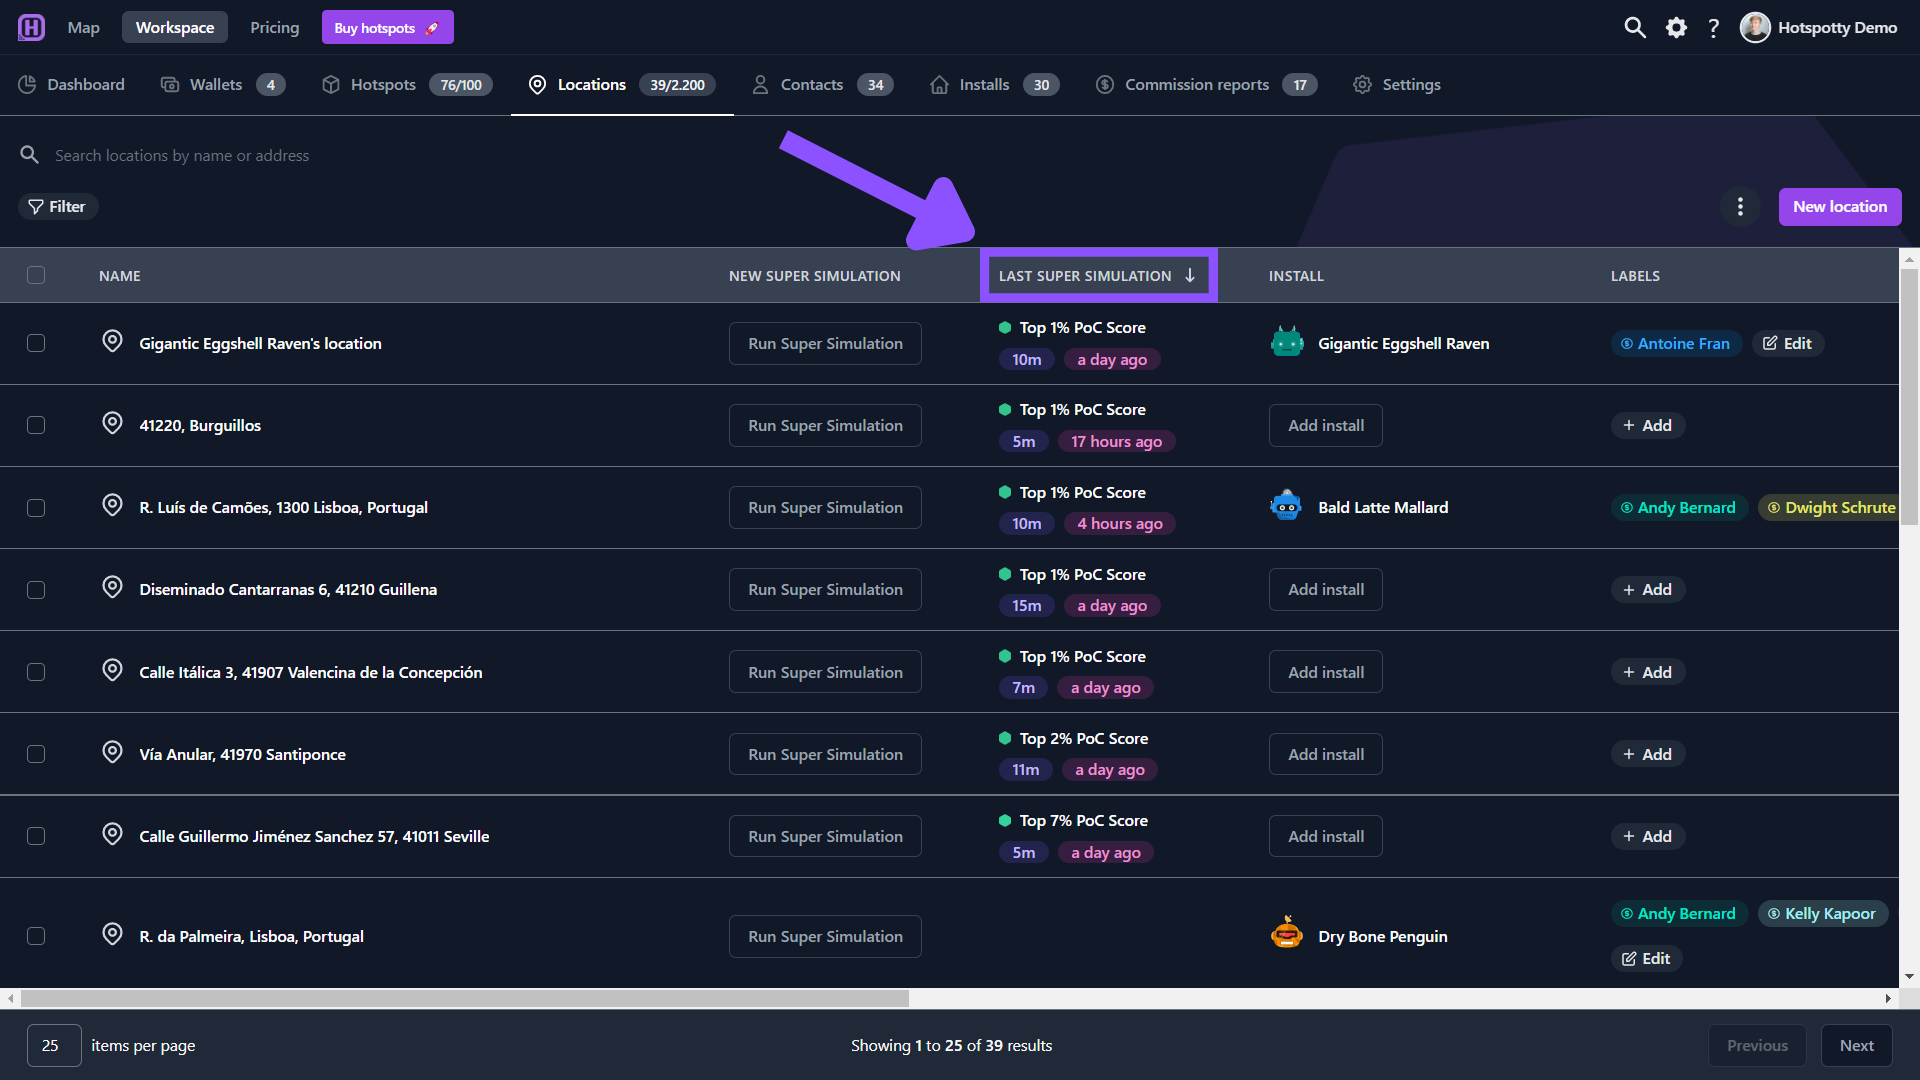 H Map Workspace Pricing Buy hotspots Hotspotty Demo
Dashboard Wallets 4 Hotspots 76/100 Locations 39/2.200 Contacts 34 Installs 30 Commission reports 17 Settings
Search locations by name or address
Filter New location
NAME NEW SUPER SIMULATION LAST SUPER SIMULATION ↓ INSTALL LABELS
Gigantic Eggshell Raven's location Run Super Simulation Top 1% PoC Score Gigantic Eggshell Raven Antoine Fran Edit
10m a day ago
41220, Burguillos Run Super Simulation Top 1% PoC Score Add install + Add
5m 17 hours ago
R. Luís de Camões, 1300 Lisboa, Portugal Run Super Simulation Top 1% PoC Score Bald Latte Mallard Andy Bernard Dwight Schrute
10m 4 hours ago
Diseminado Cantarranas 6, 41210 Guillena Run Super Simulation Top 1% PoC Score Add install + Add
15m a day ago
Calle Itálica 3, 41907 Valencina de la Concepción Run Super Simulation Top 1% PoC Score Add install + Add
7m a day ago
Vía Anular, 41970 Santiponce Run Super Simulation Top 2% PoC Score Add install + Add
11m a day ago
Calle Guillermo Jiménez Sanchez 57, 41011 Seville Run Super Simulation Top 7% PoC Score Add install + Add
5m a day ago
R. da Palmeira, Lisboa, Portugal Run Super Simulation Dry Bone Penguin Andy Bernard Kelly Kapoor
Edit
25 items per page Showing 1 to 25 of 39 results Previous Next